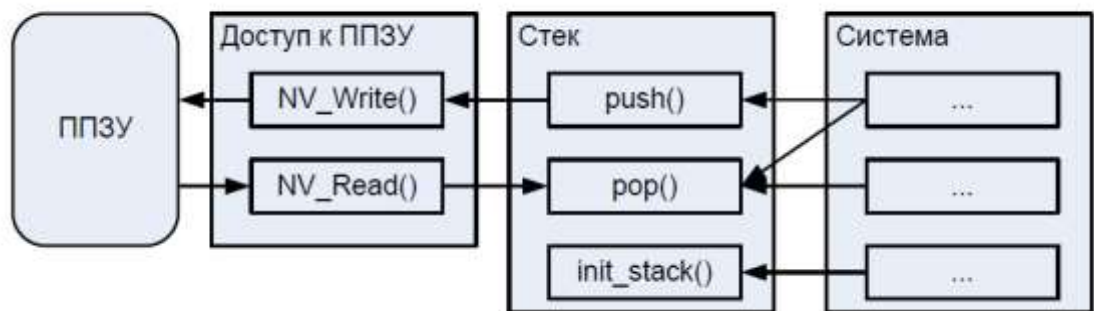 Доступ к ППЗУ
Стек
Система
NV_Write()
push()
...
ППЗУ
NV_Read()
pop()
...
init_stack()
...